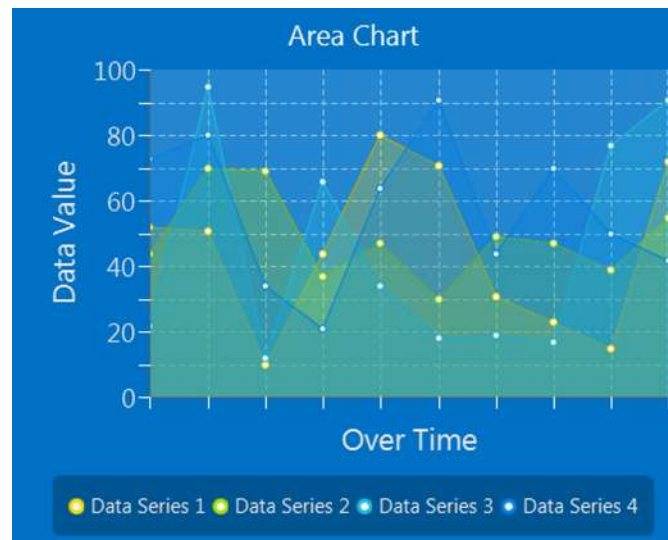 Area Chart
100
80
60
40
20
0
Data Value
Over Time
Data Series 1 Data Series 2 Data Series 3 Data Series 4